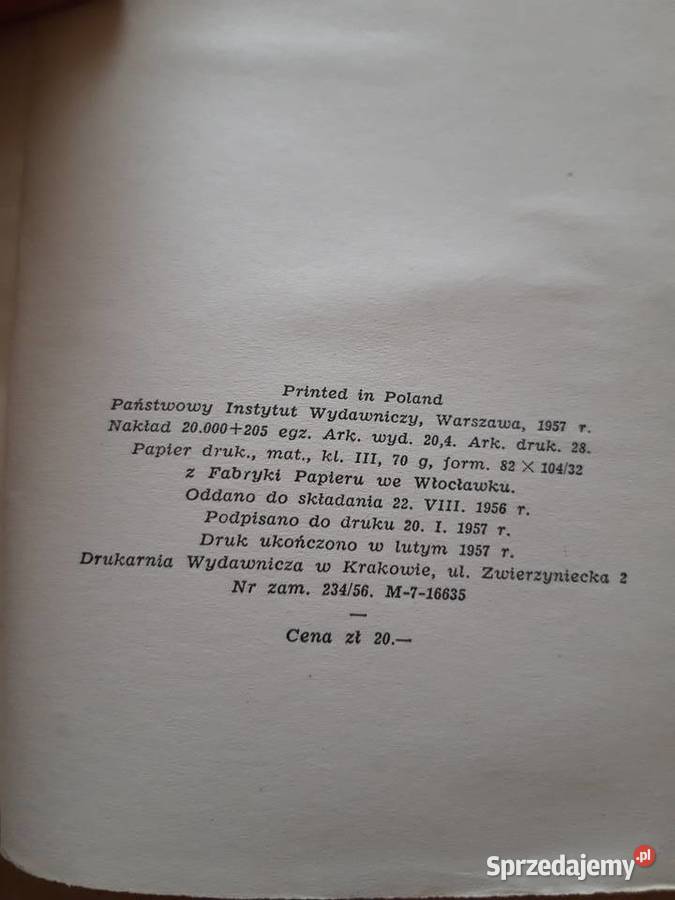 Printed in Poland
Państwowy Instytut Wydawniczy, Warszawa, 1957 r.
Nakład 20.000+205 egz. Ark. wyd. 20,4. Ark. druk. 28.
Papier druk., mat., kl. III, 70 g, form. 82 × 104/32
z Fabryki Papieru we Włocławku.
Oddano do składania 22. VIII. 1956 r.
Podpisano do druku 20. I. 1957 r.
Druk ukończono w lutym 1957 r.
Drukarnia Wydawnicza w Krakowie, ul. Zwierzyniecka 2
Nr zam. 234/56. M-7-16635
—
Cena zł 20.—
Sprzedajemy.pl